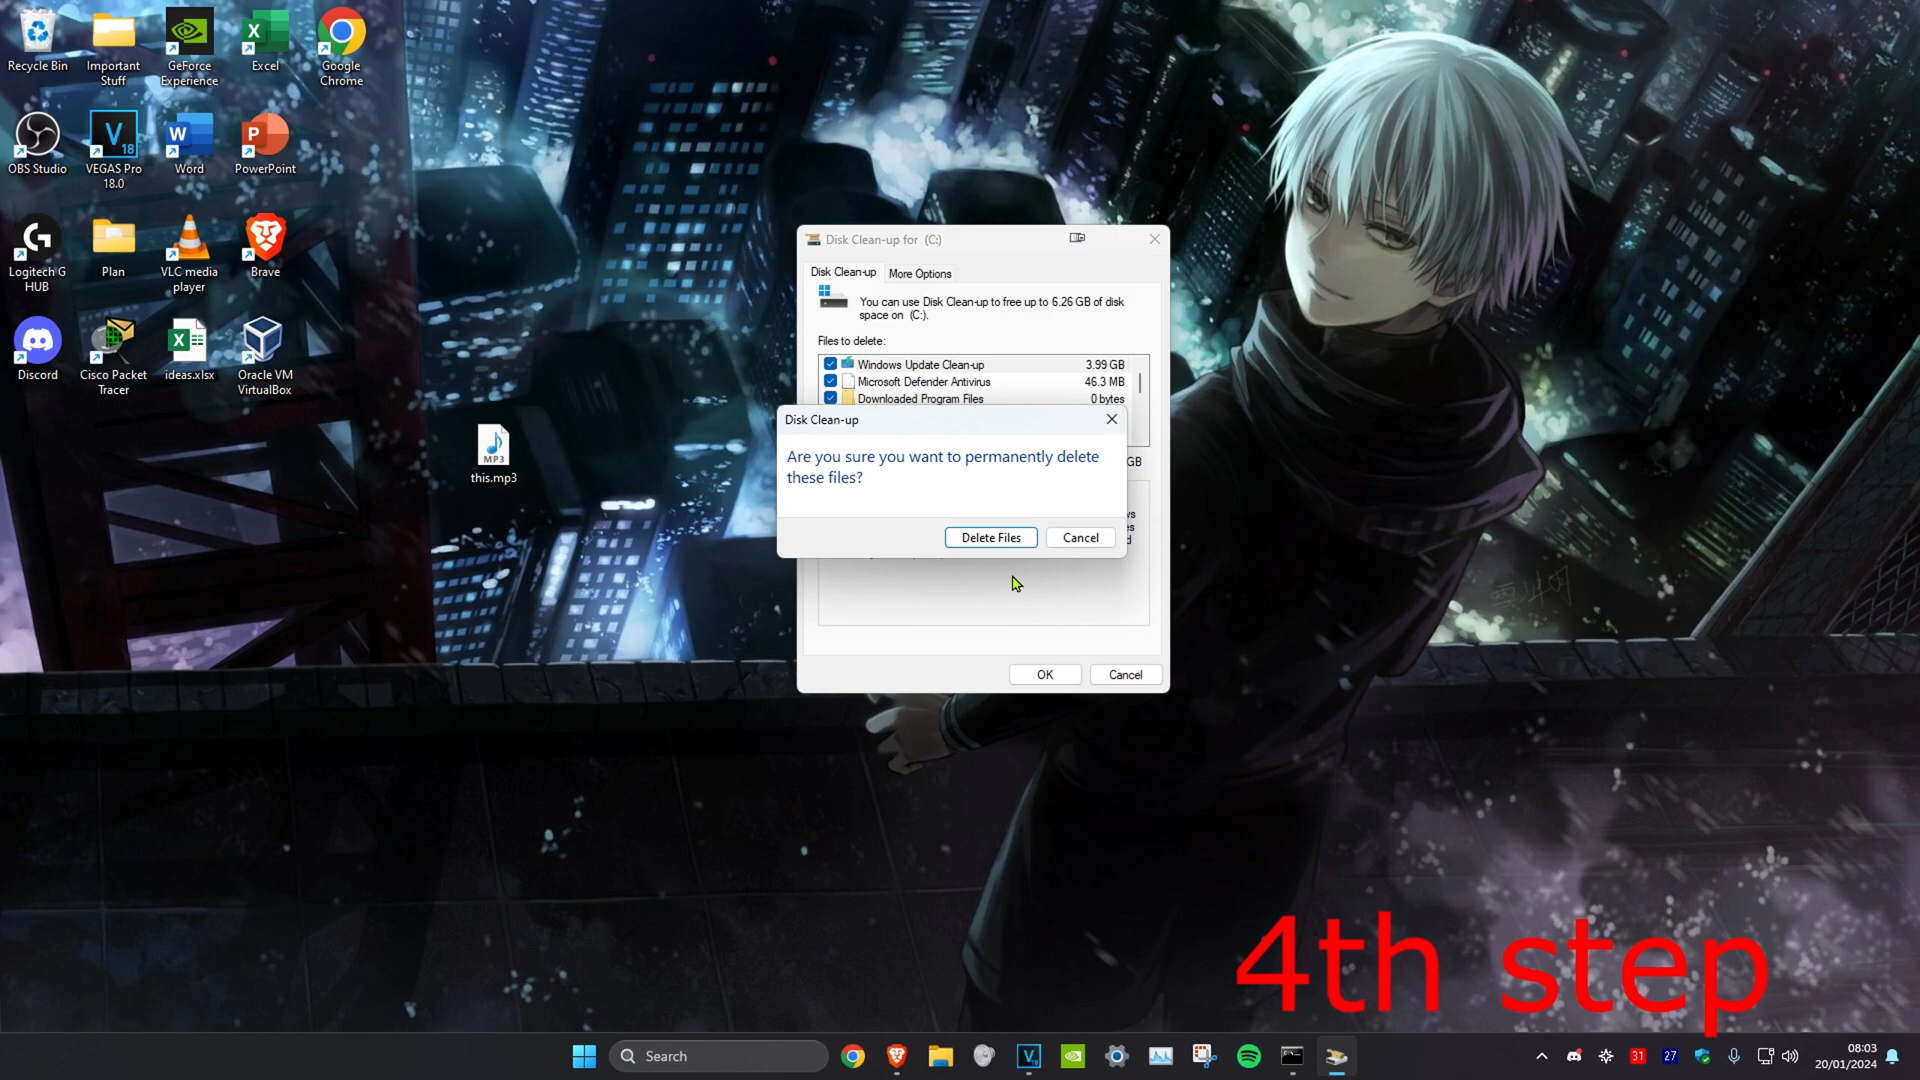 Recycle Bin
Important
Stuff
GeForce
Experience
Excel
Google
Chrome
OBS Studio
VEGAS Pro
18.0
Word
PowerPoint
Logitech G
HUB
Plan
VLC media
player
Brave
Discord
Cisco Packet
Tracer
ideas.xlsx
Oracle VM
VirtualBox
MP3
this.mp3
Disk Clean-up for (C:)
Disk Clean-up
More Options
You can use Disk Clean-up to free up to 6.26 GB of disk
space on (C:).
Files to delete:
Windows Update Clean-up 3.99 GB
Microsoft Defender Antivirus 46.3 MB
Downloaded Program Files 0 bytes
GB
Disk Clean-up
Are you sure you want to permanently delete
these files?
Delete Files
Cancel
OK
Cancel
4th step
Search
31
27
08:03
20/01/2024